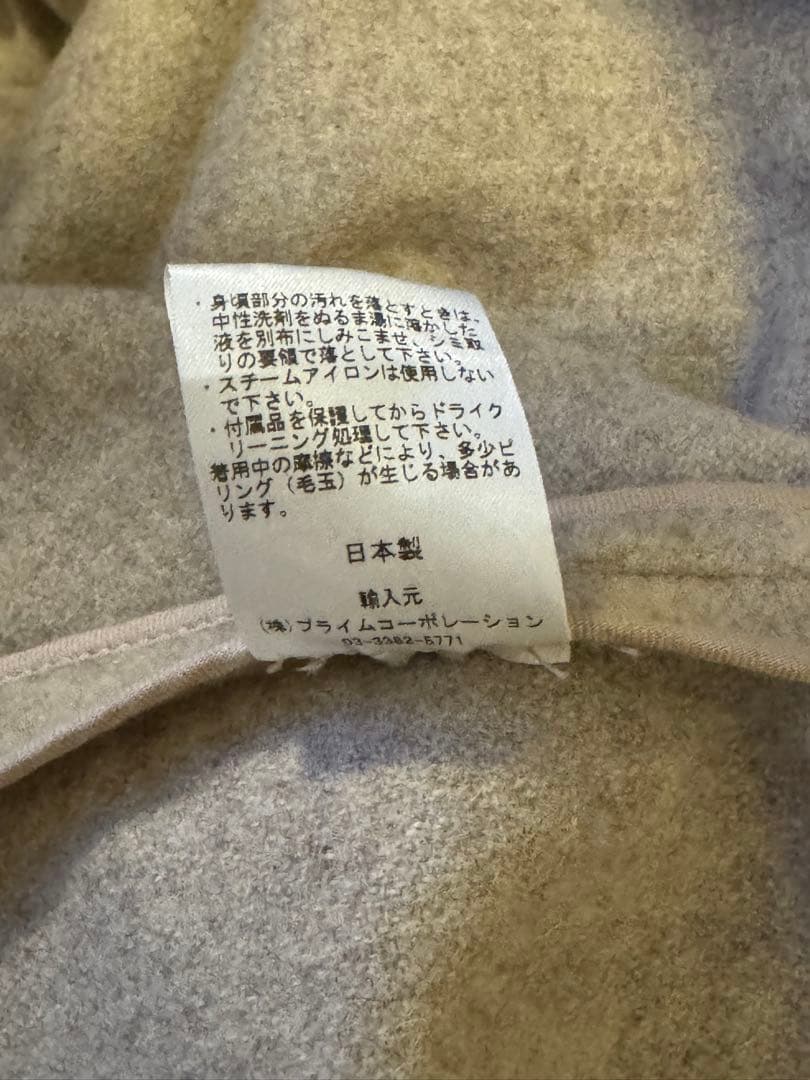 ・身頃部分の汚れを落とすときは、
中性洗剤をぬるま湯に溶かした
液を別布にしみこませ、シミ取
りの要領で落として下さい。
・スチームアイロンは使用しない
で下さい。
・付属品を保護してからドライク
リーニング処理して下さい。
着用中の摩擦などにより、多少ピ
リング（毛玉）が生じる場合があ
ります。
日本製
輸入元
(株)プライムコーポレーション
03-3382-5771